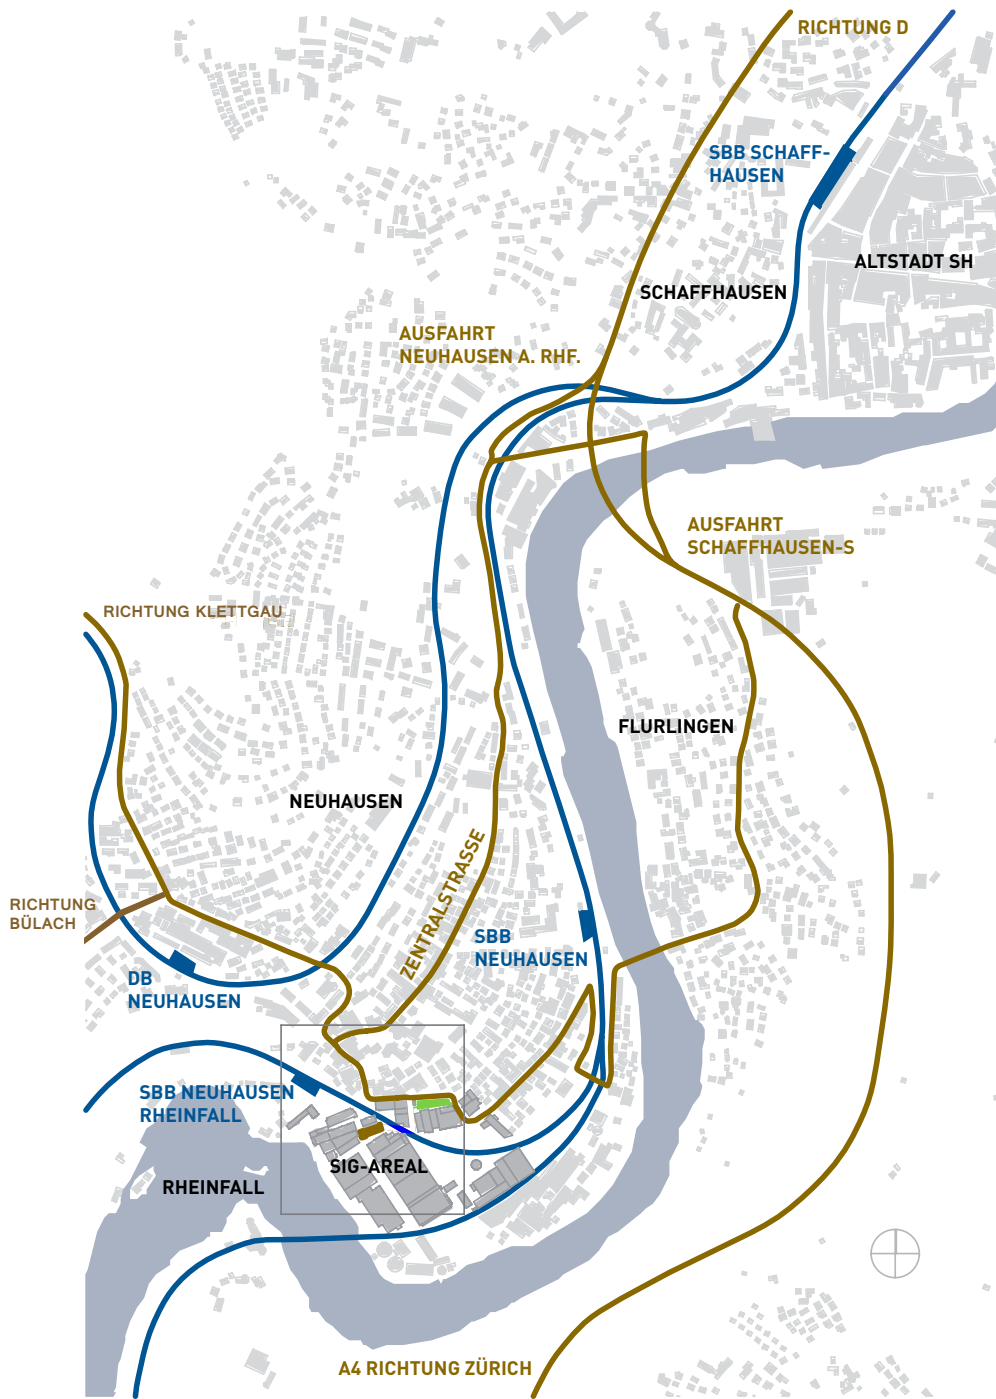 RICHTUNG D
SBB SCHAFF-
HAUSEN
ALTSTADT SH
SCHAFFHAUSEN
AUSFAHRT
NEUHAUSEN A. RHF.
AUSFAHRT
SCHAFFHAUSEN-S
RICHTUNG KLETTGAU
FLURLINGEN
NEUHAUSEN
ZENTRALSTRASSE
RICHTUNG
BÜLACH
SBB
NEUHAUSEN
DB
NEUHAUSEN
SBB NEUHAUSEN
RHEINFALL
SIG-AREAL
RHEINFALL
A4 RICHTUNG ZÜRICH